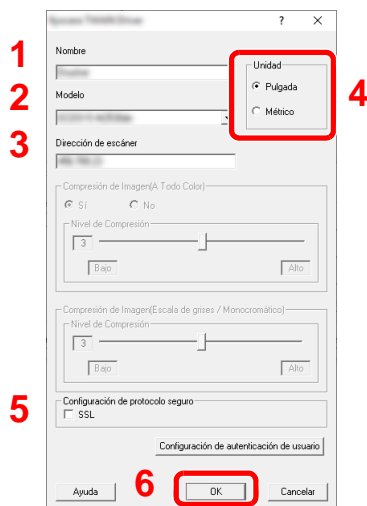 ? ×
1
Nombre
Unidad
Pulgada
4
2
Modelo
Métrico
3
Dirección de escáner
Compresión de Imagen(A Todo Color)
Sí No
Nivel de Compresión
3
Bajo Alto
Compresión de Imagen(Escala de grises / Monocromático)
Nivel de Compresión
3
Bajo Alto
5
Configuración de protocolo seguro
SSL
Configuración de autenticación de usuario
6
Ayuda OK Cancelar